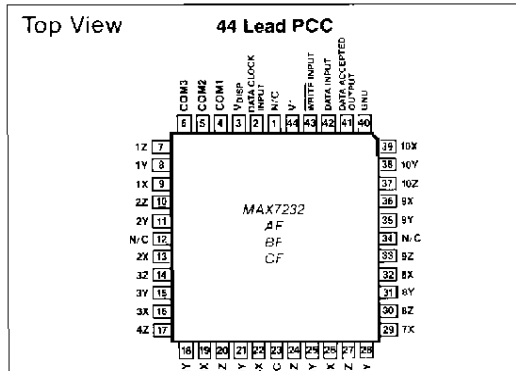 Top View
44 Lead PCC
COM3
COM2
COM1
VDISP
DATA CLOCK INPUT
N/C
V+
WRITE INPUT
DATA INPUT
DATA ACCEPTED OUTPUT
GND
6 5 4 3 2 1 44 43 42 41 40
1Z 7
1Y 8
1X 9
2Z 10
2Y 11
N/C 12
2X 13
3Z 14
3Y 15
3X 16
4Z 17
MAX7232
AF
BF
CF
39 10X
38 10Y
37 10Z
36 9X
35 9Y
34 N/C
33 9Z
32 8X
31 8Y
30 8Z
29 7X
18 19 20 21 22 23 24 25 26 27 28
Y X Z Y X C Z Y X Z Y